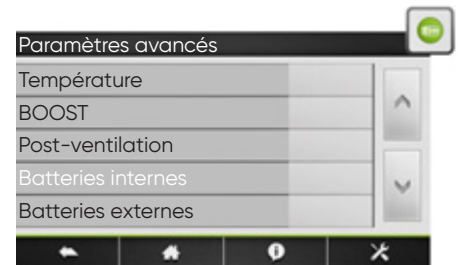 Paramètres avancés
Température
BOOST
Post-ventilation
Batteries internes
Batteries externes